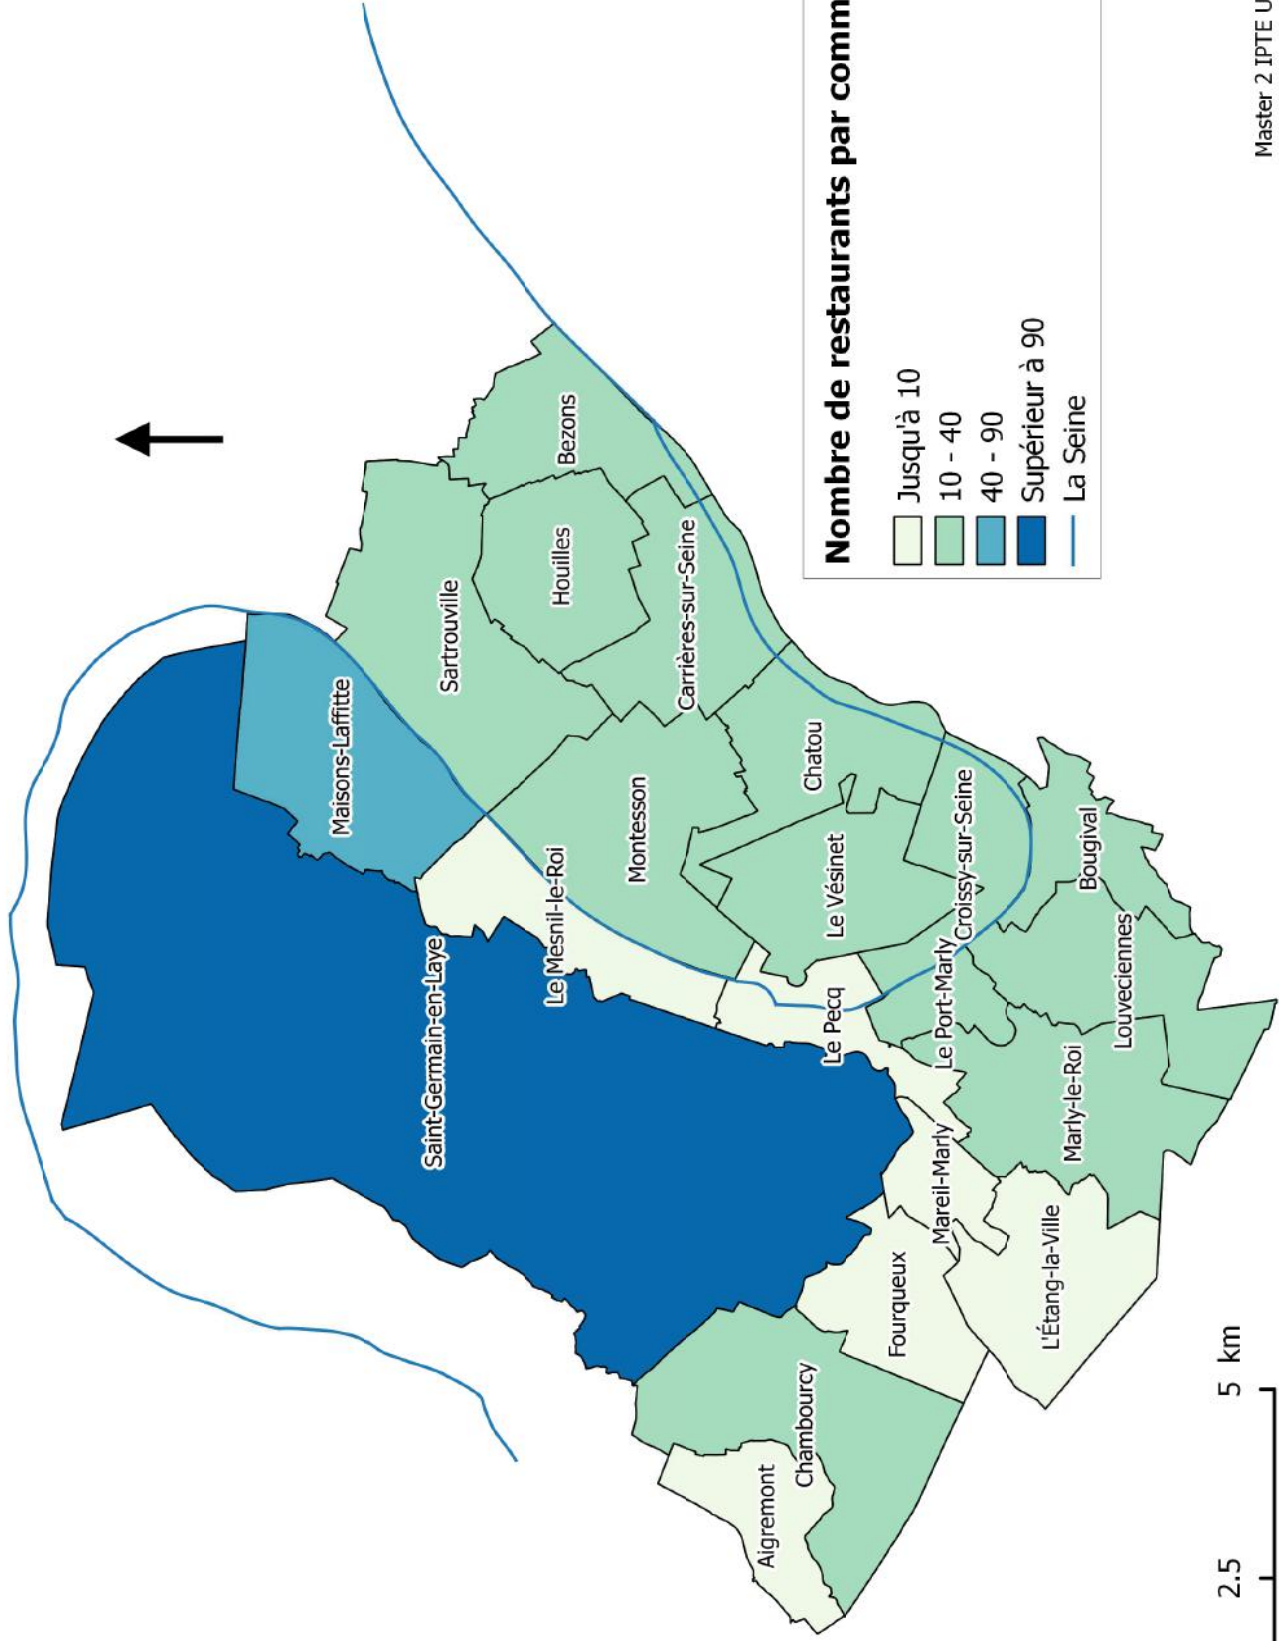 Maisons-Laffitte
Sartrouville
Bezons
Houilles
Saint-Germain-en-Laye
Le Mesnil-le-Roi
Montesson
Carrières-sur-Seine
Chatou
Le Vésinet
Le Pecq
Aigremont
Chambourcy
Fourqueux
Mareil-Marly
Le Port-Marly
Croissy-sur-Seine
L'Étang-la-Ville
Marly-le-Roi
Louveciennes
Bougival
Nombre de restaurants par comm
Jusqu'à 10
10 - 40
40 - 90
Supérieur à 90
La Seine
2.5 5 km
Master 2 IPTE U